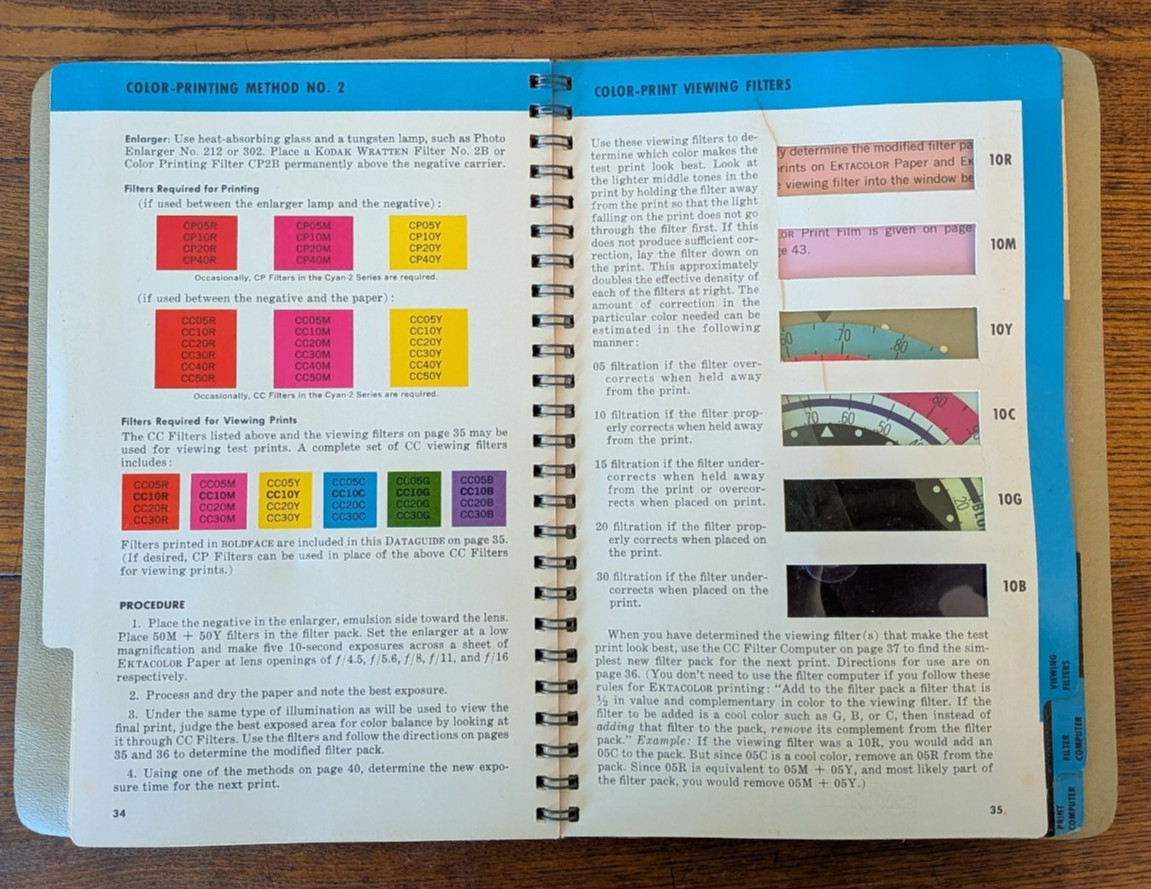 COLOR-PRINTING METHOD NO. 2
Enlarger: Use heat-absorbing glass and a tungsten lamp, such as Photo
Enlarger No. 212 or 302. Place a KODAK WRATTEN Filter No. 2B or
Color Printing Filter CP2B permanently above the negative carrier.
Filters Required for Printing
(if used between the enlarger lamp and the negative) :
CP05R
CP10R
CP20R
CP40R
CP05M
CP10M
CP20M
CP40M
CP05Y
CP10Y
CP20Y
CP40Y
Occasionally, CP Filters in the Cyan-2 Series are required.
(if used between the negative and the paper) :
CC05R
CC10R
CC20R
CC30R
CC40R
CC50R
CC05M
CC10M
CC20M
CC30M
CC40M
CC50M
CC05Y
CC10Y
CC20Y
CC30Y
CC40Y
CC50Y
Occasionally, CC Filters in the Cyan-2 Series are required.
Filters Required for Viewing Prints
The CC Filters listed above and the viewing filters on page 35 may be
used for viewing test prints. A complete set of CC viewing filters
includes :
CC05R
CC10R
CC20R
CC30R
CC05M
CC10M
CC20M
CC30M
CC05Y
CC10Y
CC20Y
CC30Y
CC05C
CC10C
CC20C
CC30C
CC05G
CC10G
CC20G
CC30G
CC05B
CC10B
CC20B
CC30B
Filters printed in BOLDFACE are included in this DATAGUIDE on page 35.
(If desired, CP Filters can be used in place of the above CC Filters
for viewing prints.)
PROCEDURE
1. Place the negative in the enlarger, emulsion side toward the lens.
Place 50M + 50Y filters in the filter pack. Set the enlarger at a low
magnification and make five 10-second exposures across a sheet of
EKTACOLOR Paper at lens openings of f/4.5, f/5.6, f/8, f/11, and f/16
respectively.
2. Process and dry the paper and note the best exposure.
3. Under the same type of illumination as will be used to view the
final print, judge the best exposed area for color balance by looking at
it through CC Filters. Use the filters and follow the directions on pages
35 and 36 to determine the modified filter pack.
4. Using one of the methods on page 40, determine the new expo-
sure time for the next print.
34
COLOR-PRINT VIEWING FILTERS
Use these viewing filters to de-
termine which color makes the
test print look best. Look at
the lighter middle tones in the
print by holding the filter away
from the print so that the light
falling on the print does not go
through the filter first. If this
does not produce sufficient cor-
rection, lay the filter down on
the print. This approximately
doubles the effective density of
each of the filters at right. The
amount of correction in the
particular color needed can be
estimated in the following
manner :
05 filtration if the filter over-
corrects when held away
from the print.
10 filtration if the filter prop-
erly corrects when held away
from the print.
15 filtration if the filter under-
corrects when held away
from the print or overcor-
rects when placed on print.
20 filtration if the filter prop-
erly corrects when placed on
the print.
30 filtration if the filter under-
corrects when placed on the
print.
y determine the modified filter pa
rints on EKTACOLOR Paper and EK
viewing filter into the window be
10R
OR Print Film is given on page
e 43.
10M
60 .70 .80
10Y
70 .60 50 80
10C
20
10G
10B
When you have determined the viewing filter(s) that make the test
print look best, use the CC Filter Computer on page 37 to find the sim-
plest new filter pack for the next print. Directions for use are on
page 36. (You don't need to use the filter computer if you follow these
rules for EKTACOLOR printing: "Add to the filter pack a filter that is
½ in value and complementary in color to the viewing filter. If the
filter to be added is a cool color such as G, B, or C, then instead of
adding that filter to the pack, remove its complement from the filter
pack." Example: If the viewing filter was a 10R, you would add an
05C to the pack. But since 05C is a cool color, remove an 05R from the
pack. Since 05R is equivalent to 05M + 05Y, and most likely part of
the filter pack, you would remove 05M + 05Y.)
35.
VIEWING
FILTERS
FILTER
COMPUTER
PRINT
COMPUTER